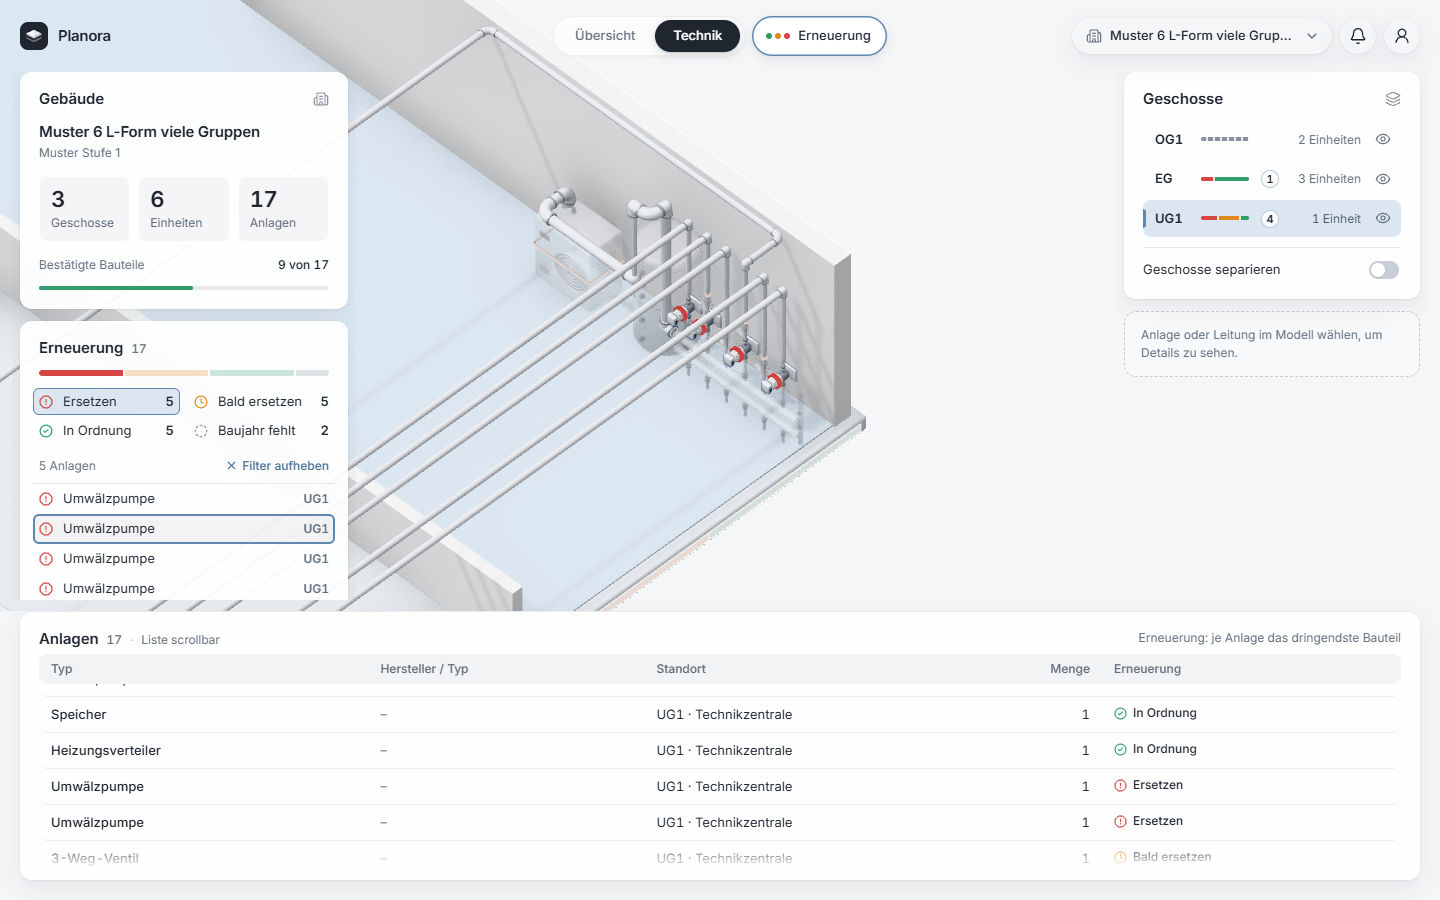 Planora
Übersicht
Technik
Erneuerung
Muster 6 L-Form viele Grup...
Gebäude
Muster 6 L-Form viele Gruppen
Muster Stufe 1
3 6 17
Geschosse Einheiten Anlagen
Bestätigte Bauteile 9 von 17
Erneuerung 17
Ersetzen 5 Bald ersetzen 5
In Ordnung 5 Baujahr fehlt 2
5 Anlagen Filter aufheben
Umwälzpumpe UG1
Umwälzpumpe UG1
Umwälzpumpe UG1
Umwälzpumpe UG1
Geschosse
OG1 2 Einheiten
EG 1 3 Einheiten
UG1 4 1 Einheit
Geschosse separieren
Anlage oder Leitung im Modell wählen, um
Details zu sehen.
Anlagen 17 · Liste scrollbar Erneuerung: je Anlage das dringendste Bauteil
Typ Hersteller / Typ Standort Menge Erneuerung
Speicher – UG1 · Technikzentrale 1 In Ordnung
Heizungsverteiler – UG1 · Technikzentrale 1 In Ordnung
Umwälzpumpe – UG1 · Technikzentrale 1 Ersetzen
Umwälzpumpe – UG1 · Technikzentrale 1 Ersetzen
3-Weg-Ventil – UG1 · Technikzentrale 1 Bald ersetzen